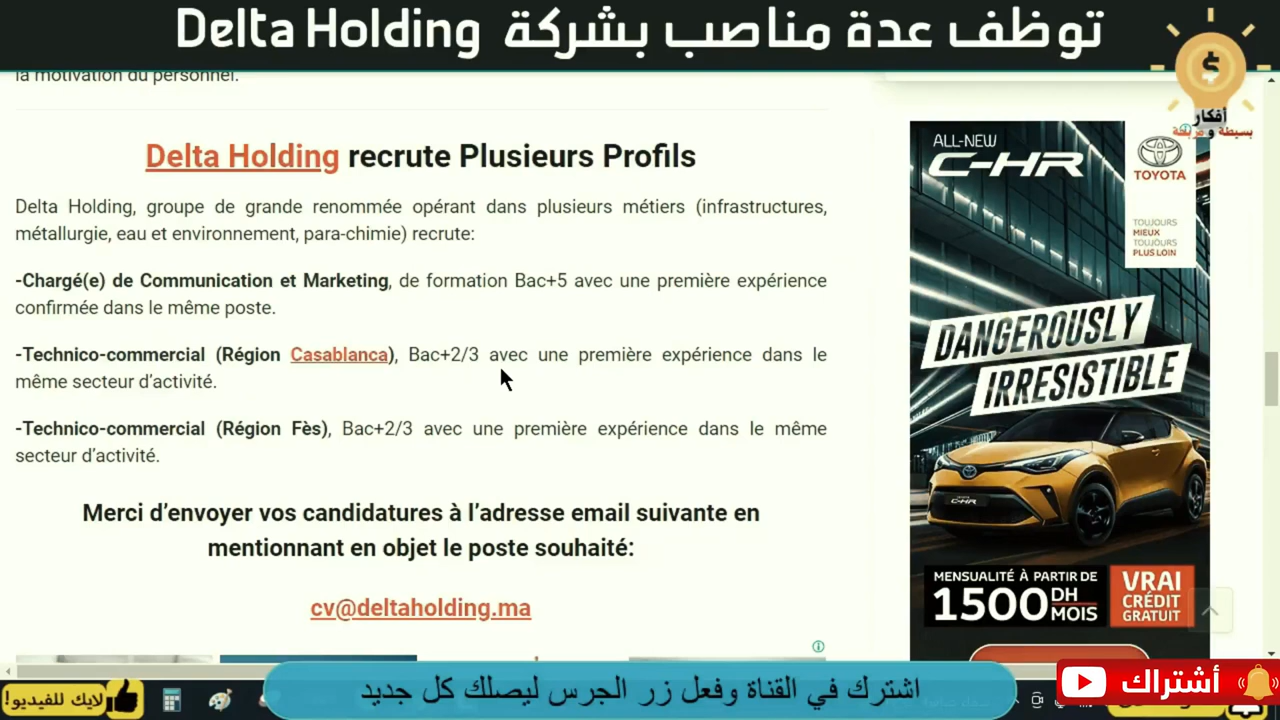 توظف عدة مناصب بشركة Delta Holding
la motivation du personnel.
أفكار
بسيطة و مربحة
Delta Holding recrute Plusieurs Profils
Delta Holding, groupe de grande renommée opérant dans plusieurs métiers (infrastructures,
métallurgie, eau et environnement, para-chimie) recrute:
-Chargé(e) de Communication et Marketing, de formation Bac+5 avec une première expérience
confirmée dans le même poste.
-Technico-commercial (Région Casablanca), Bac+2/3 avec une première expérience dans le
même secteur d'activité.
-Technico-commercial (Région Fès), Bac+2/3 avec une première expérience dans le même
secteur d'activité.
Merci d'envoyer vos candidatures à l'adresse email suivante en
mentionnant en objet le poste souhaité:
cv@deltaholding.ma
ALL-NEW
C-HR
TOYOTA
TOUJOURS
MIEUX
TOUJOURS
PLUS LOIN
DANGEROUSLY
IRRESISTIBLE
C-HR
MENSUALITÉ À PARTIR DE
1500 DH MOIS
VRAI
CRÉDIT
GRATUIT
لايك للفيديو!
اشترك في القناة وفعل زر الجرس ليصلك كل جديد
أشتراك